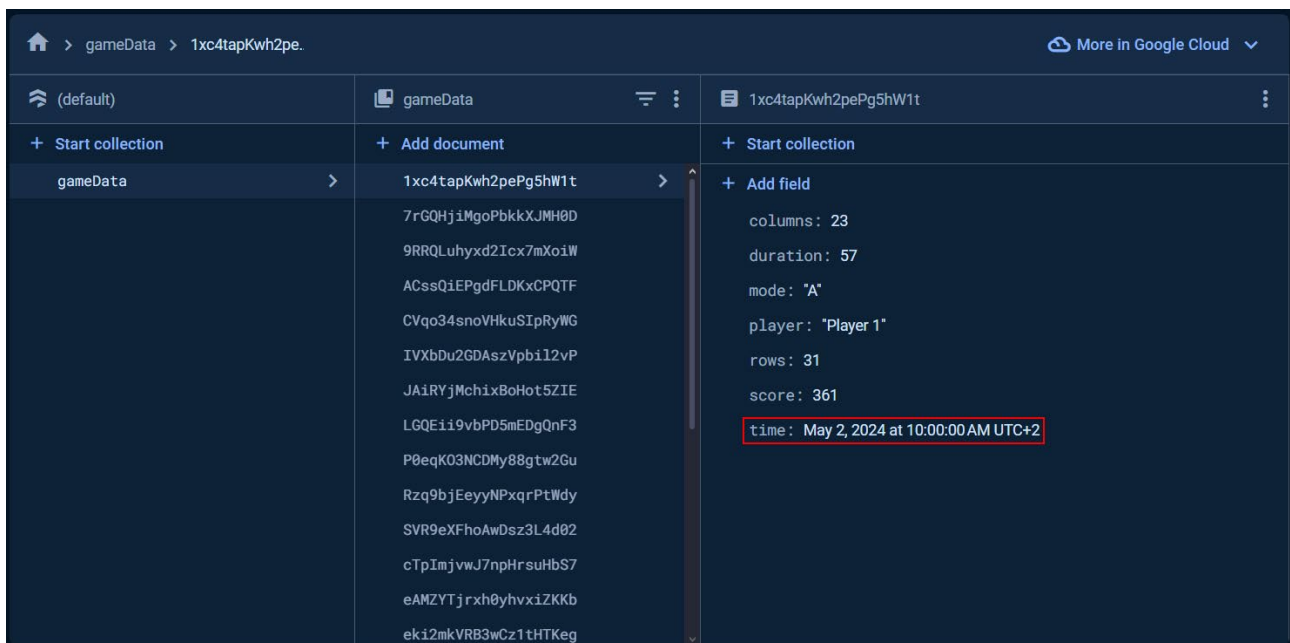 gameData > 1xc4tapKwh2pe..
More in Google Cloud
(default)
gameData
1xc4tapKwh2pePg5hW1t
+ Start collection
+ Add document
+ Start collection
gameData
1xc4tapKwh2pePg5hW1t
7rGQHjiMgoPbkkXJMH0D
9RRQLuhyxd2Icx7mXoiW
ACssQiEPgdFLDKxCPQTF
CVqo34snoVHkuSIpRyWG
IVXbDu2GDAszVpbil2vP
JAiRYjMchixBoHot5ZIE
LGQEii9vbPD5mEDgQnF3
P0eqKO3NCDMy88gtw2Gu
Rzq9bjEeyyNPxqrPtWdy
SVR9eXFhoAwDsz3L4d02
cTpImjvwJ7npHrsuHbS7
eAMZYTjrxh0yhvxiZKKb
eki2mkVRB3wCz1tHTKeg
+ Add field
columns: 23
duration: 57
mode: "A"
player: "Player 1"
rows: 31
score: 361
time: May 2, 2024 at 10:00:00 AM UTC+2